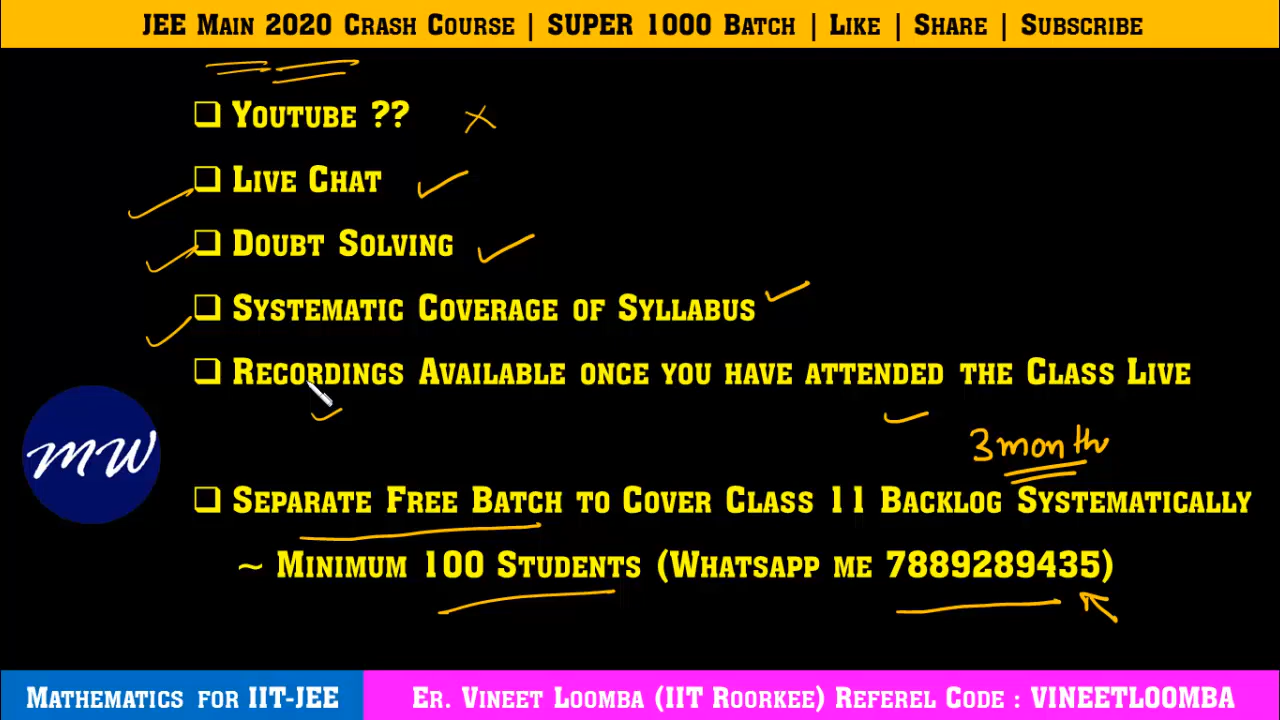 JEE Main 2020 Crash Course | SUPER 1000 Batch | Like | Share | Subscribe
Youtube ??
Live Chat
Doubt Solving
Systematic Coverage of Syllabus
Recordings Available once you have attended the Class Live
3 month
Separate Free Batch to Cover Class 11 Backlog Systematically
~ Minimum 100 Students (Whatsapp me 7889289435)
MW
Mathematics for IIT-JEE
Er. Vineet Loomba (IIT Roorkee) Referel Code : VINEETLOOMBA